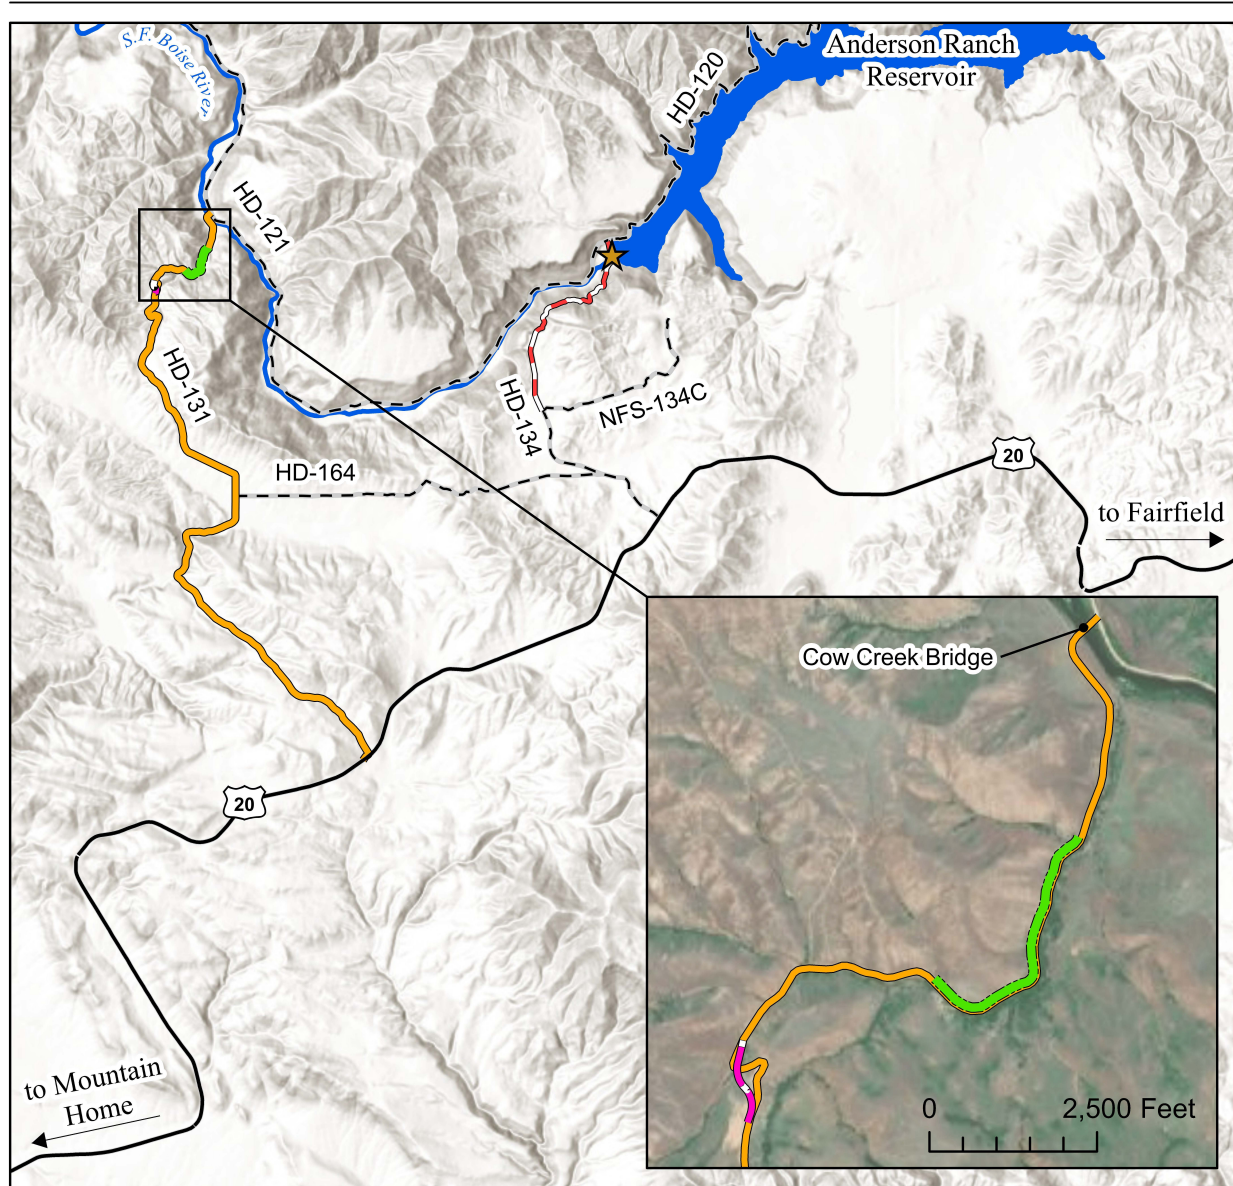 S.F. Boise River
Anderson Ranch
Reservoir
HD-120
HD-121
HD-131
HD-134
NFS-134C
HD-164
20
to Fairfield
Cow Creek Bridge
20
to Mountain
Home
0 2,500 Feet